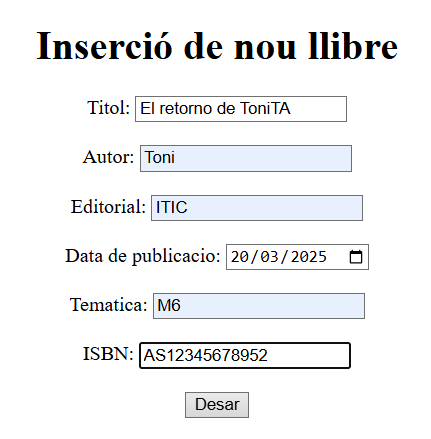 Inserció de nou llibre
Titol: El retorno de ToniTA
Autor: Toni
Editorial: ITIC
Data de publicacio: 20/03/2025
Tematica: M6
ISBN: AS12345678952
Desar